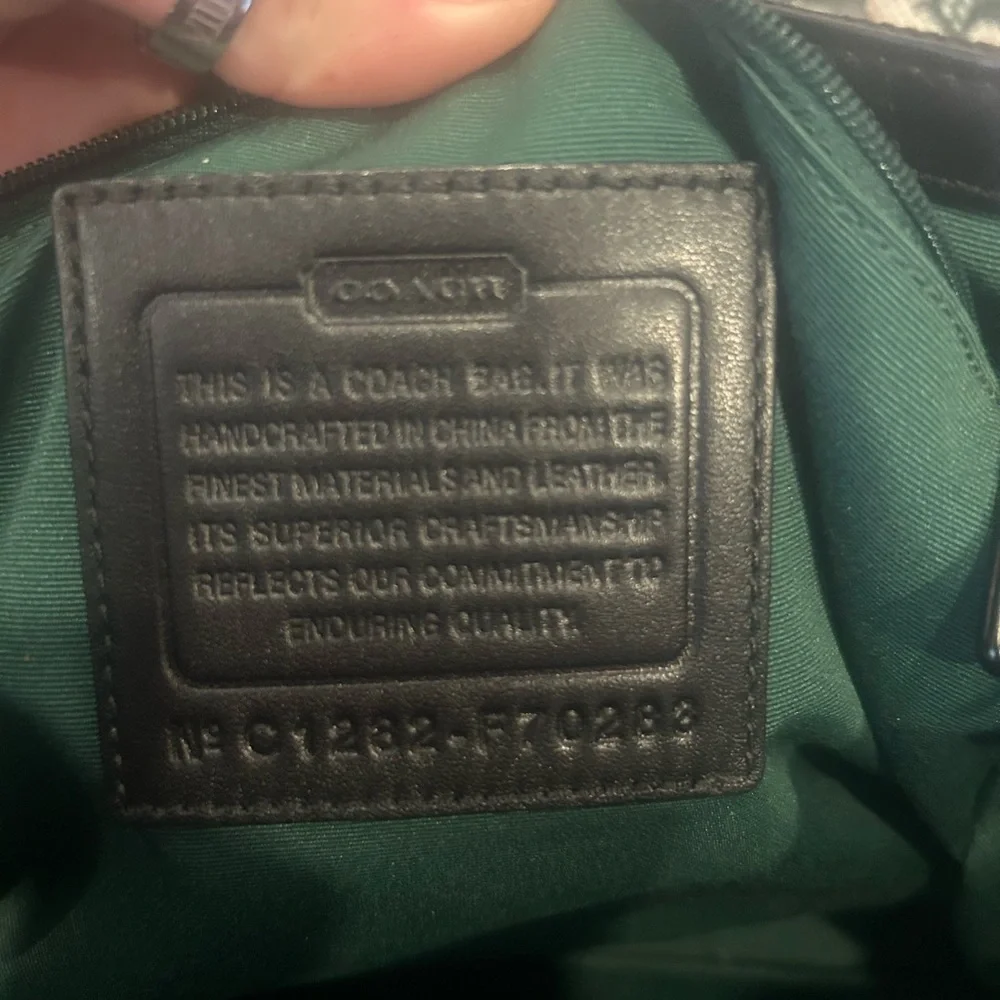 COACH
THIS IS A COACH BAG. IT WAS
HANDCRAFTED IN CHINA FROM THE
FINEST MATERIALS AND LEATHER.
ITS SUPERIOR CRAFTSMANSHIP
REFLECTS OUR COMMITMENT TO
ENDURING QUALITY.
Nº C1282-F70283